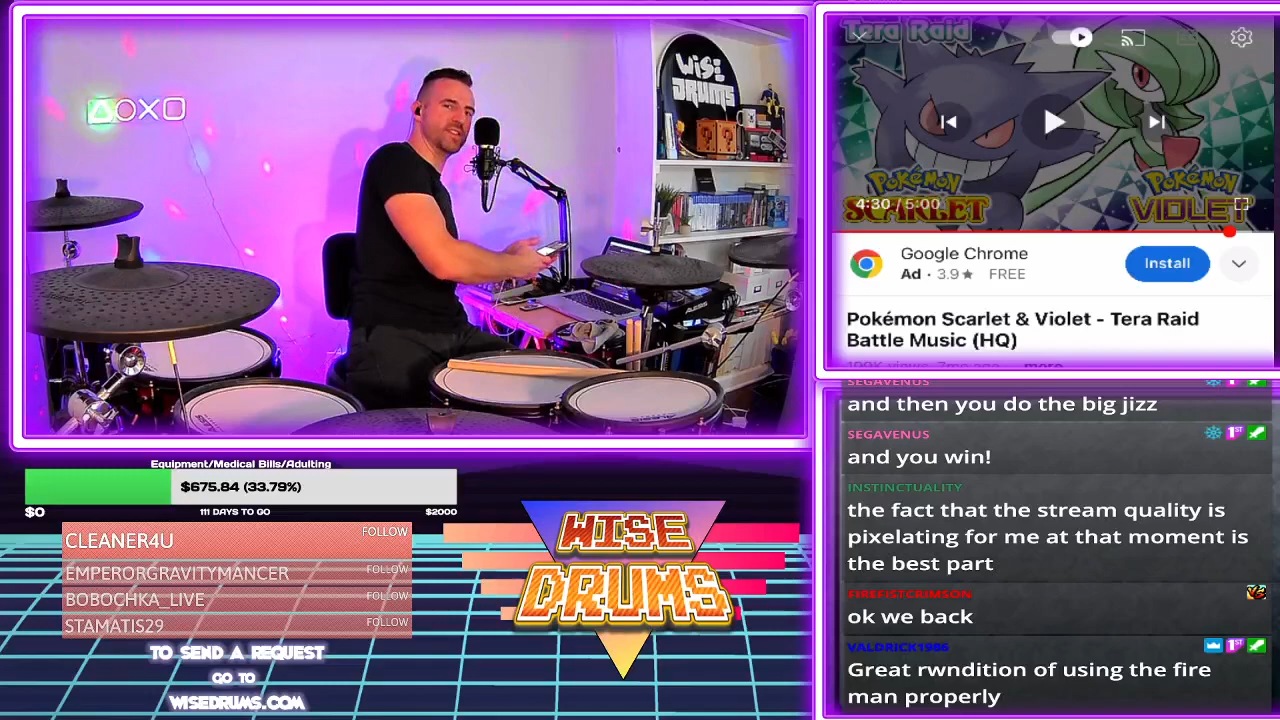 WiSE
DRUMS
Tera Raid
POKÉMON
SCARLET
POKÉMON
VIOLET
4:30 / 5:00
Google Chrome
Ad · 3.9★ FREE
Install
Pokémon Scarlet & Violet - Tera Raid
Battle Music (HQ)
SEGAVENUS
and then you do the big jizz
SEGAVENUS
1ST
and you win!
INSTINCTUALITY
the fact that the stream quality is
pixelating for me at that moment is
the best part
FIREFISTCRIMSON
ok we back
VALDRICK1986
1ST
Great rwndition of using the fire
man properly
Equipment/Medical Bills/Adulting
$675.84 (33.79%)
$0
111 DAYS TO GO
$2000
CLEANER4U
FOLLOW
EMPERORGRAVITYMANCER
FOLLOW
BOBOCHKA_LIVE
FOLLOW
STAMATIS29
FOLLOW
TO SEND A REQUEST
GO TO
WISEDRUMS.COM
WISE
DRUMS